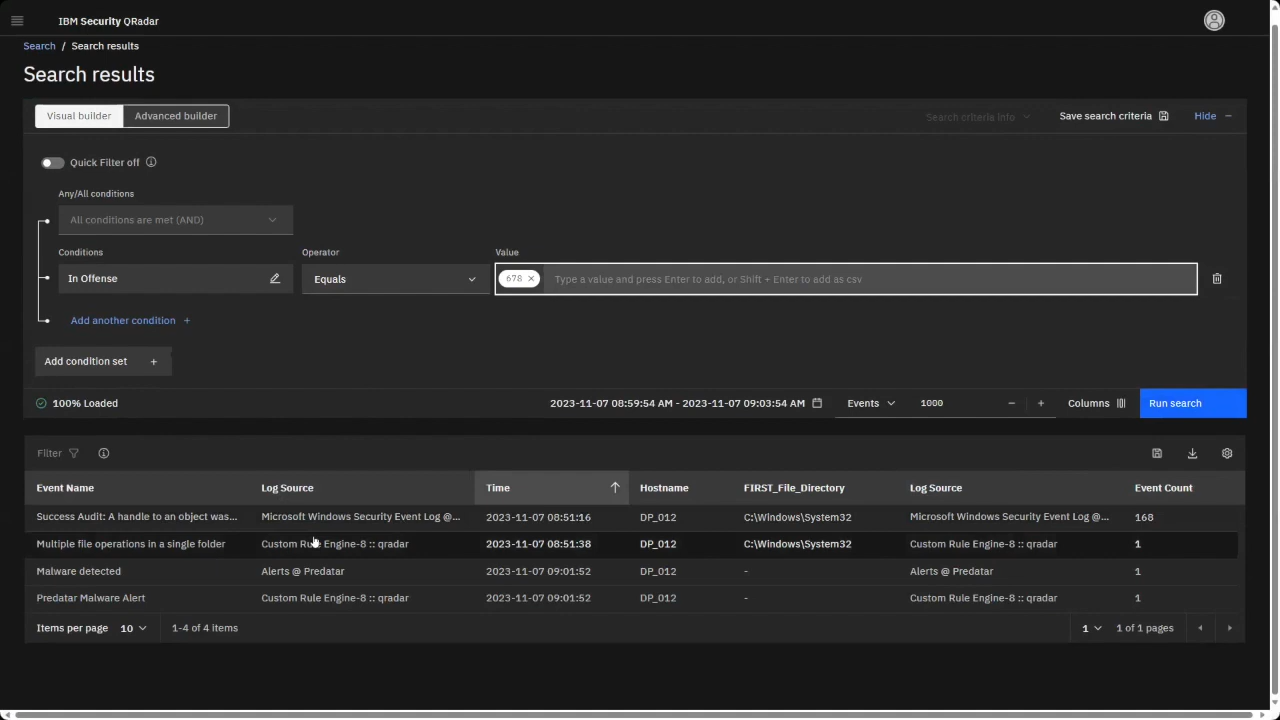 IBM Security QRadar
Search / Search results
Search results
Visual builder Advanced builder Search criteria info Save search criteria Hide
Quick Filter off
Any/All conditions
All conditions are met (AND)
Conditions Operator Value
In Offense Equals 678 × Type a value and press Enter to add, or Shift + Enter to add as csv
Add another condition +
Add condition set +
100% Loaded 2023-11-07 08:59:54 AM - 2023-11-07 09:03:54 AM Events 1000 − + Columns Run search
Filter
Event Name Log Source Time Hostname FIRST_File_Directory Log Source Event Count
Success Audit: A handle to an object was... Microsoft Windows Security Event Log @... 2023-11-07 08:51:16 DP_012 C:\Windows\System32 Microsoft Windows Security Event Log @... 168
Multiple file operations in a single folder Custom Rule Engine-8 :: qradar 2023-11-07 08:51:38 DP_012 C:\Windows\System32 Custom Rule Engine-8 :: qradar 1
Malware detected Alerts @ Predatar 2023-11-07 09:01:52 DP_012 - Alerts @ Predatar 1
Predatar Malware Alert Custom Rule Engine-8 :: qradar 2023-11-07 09:01:52 DP_012 - Custom Rule Engine-8 :: qradar 1
Items per page 10 1-4 of 4 items 1 1 of 1 pages